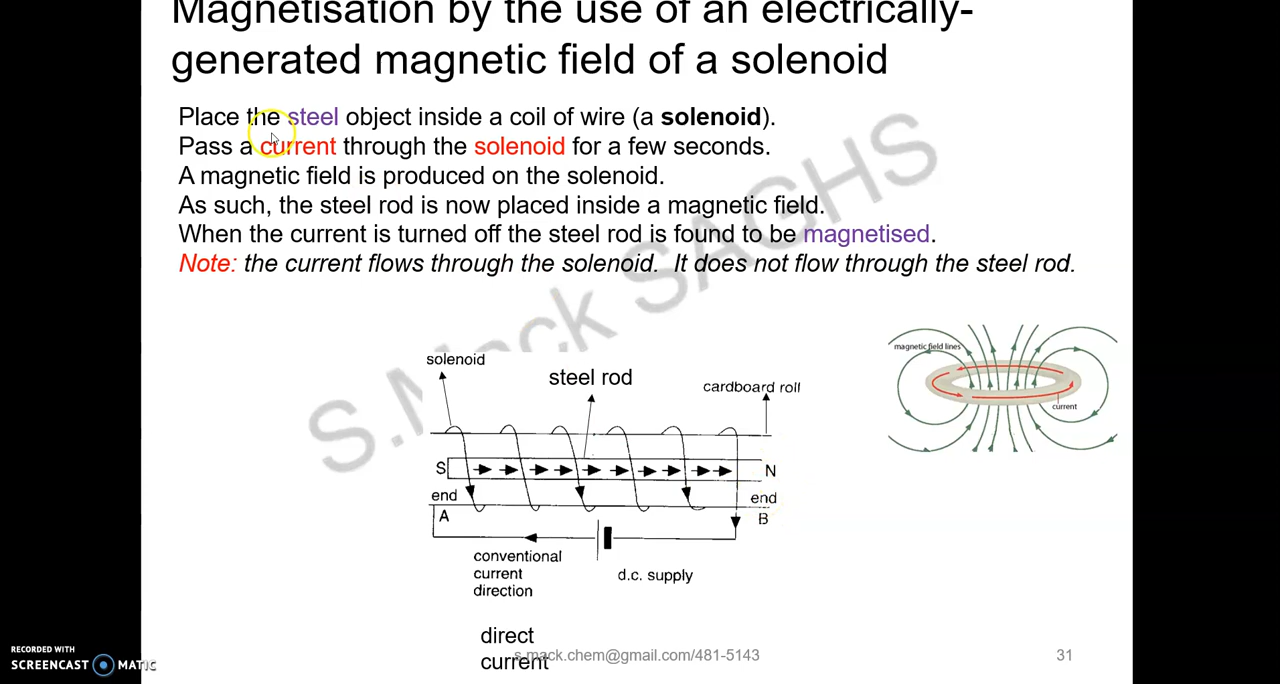 Magnetisation by the use of an electrically-
generated magnetic field of a solenoid
Place the steel object inside a coil of wire (a solenoid).
Pass a current through the solenoid for a few seconds.
A magnetic field is produced on the solenoid.
As such, the steel rod is now placed inside a magnetic field.
When the current is turned off the steel rod is found to be magnetised.
Note: the current flows through the solenoid. It does not flow through the steel rod.
S.Mack SAGHS
solenoid
steel rod
cardboard roll
S
N
end
A
end
B
conventional
current
direction
d.c. supply
magnetic field lines
current
direct
current
s.mack.chem@gmail.com/481-5143
31
RECORDED WITH
SCREENCAST MATIC